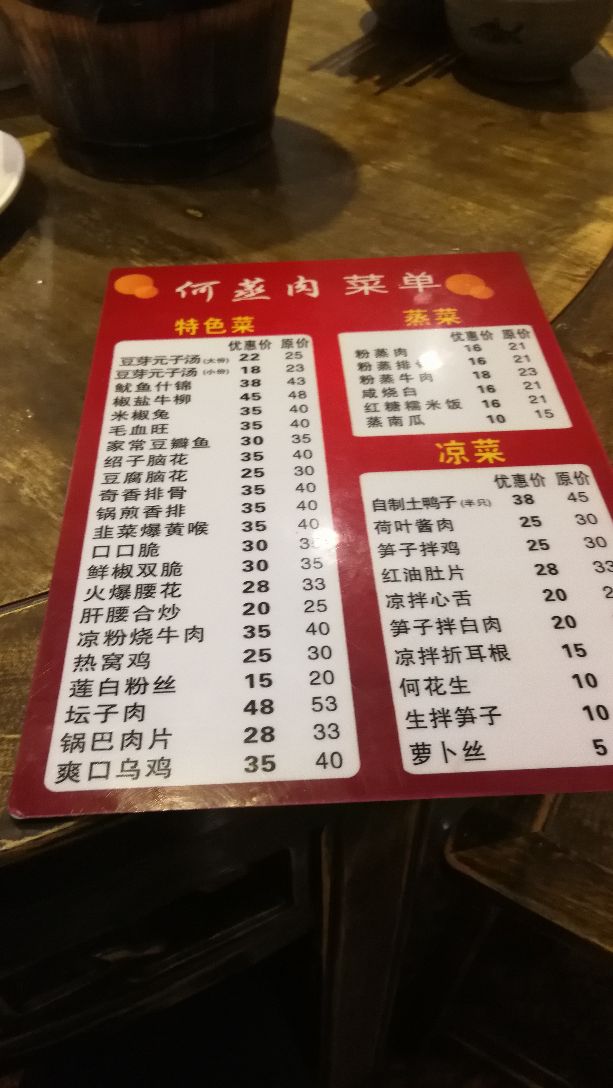 何蒸肉 菜单
特色菜
优惠价 原价
豆芽元子汤(大份) 22 25
豆芽元子汤(小份) 18 23
鱿鱼什锦 38 43
椒盐牛柳 45 48
米椒兔 35 40
毛血旺 35 40
家常豆瓣鱼 30 35
绍子脑花 35 40
豆腐脑花 25 30
奇香排骨 35 40
锅煎香排 35 40
韭菜爆黄喉 35 40
口口脆 30 35
鲜椒双脆 30 35
火爆腰花 28 33
肝腰合炒 20 25
凉粉烧牛肉 35 40
热窝鸡 25 30
莲白粉丝 15 20
坛子肉 48 53
锅巴肉片 28 33
爽口乌鸡 35 40
蒸菜
优惠价 原价
粉蒸肉 16 21
粉蒸排 16 21
粉蒸牛肉 18 23
咸烧白 16 21
红糖糯米饭 16 21
蒸南瓜 10 15
凉菜
优惠价 原价
自制土鸭子(半只) 38 45
荷叶酱肉 25 30
笋子拌鸡 25 30
红油肚片 28 33
凉拌心舌 20 2
笋子拌白肉 20
凉拌折耳根 15
何花生 10
生拌笋子 10
萝卜丝 5